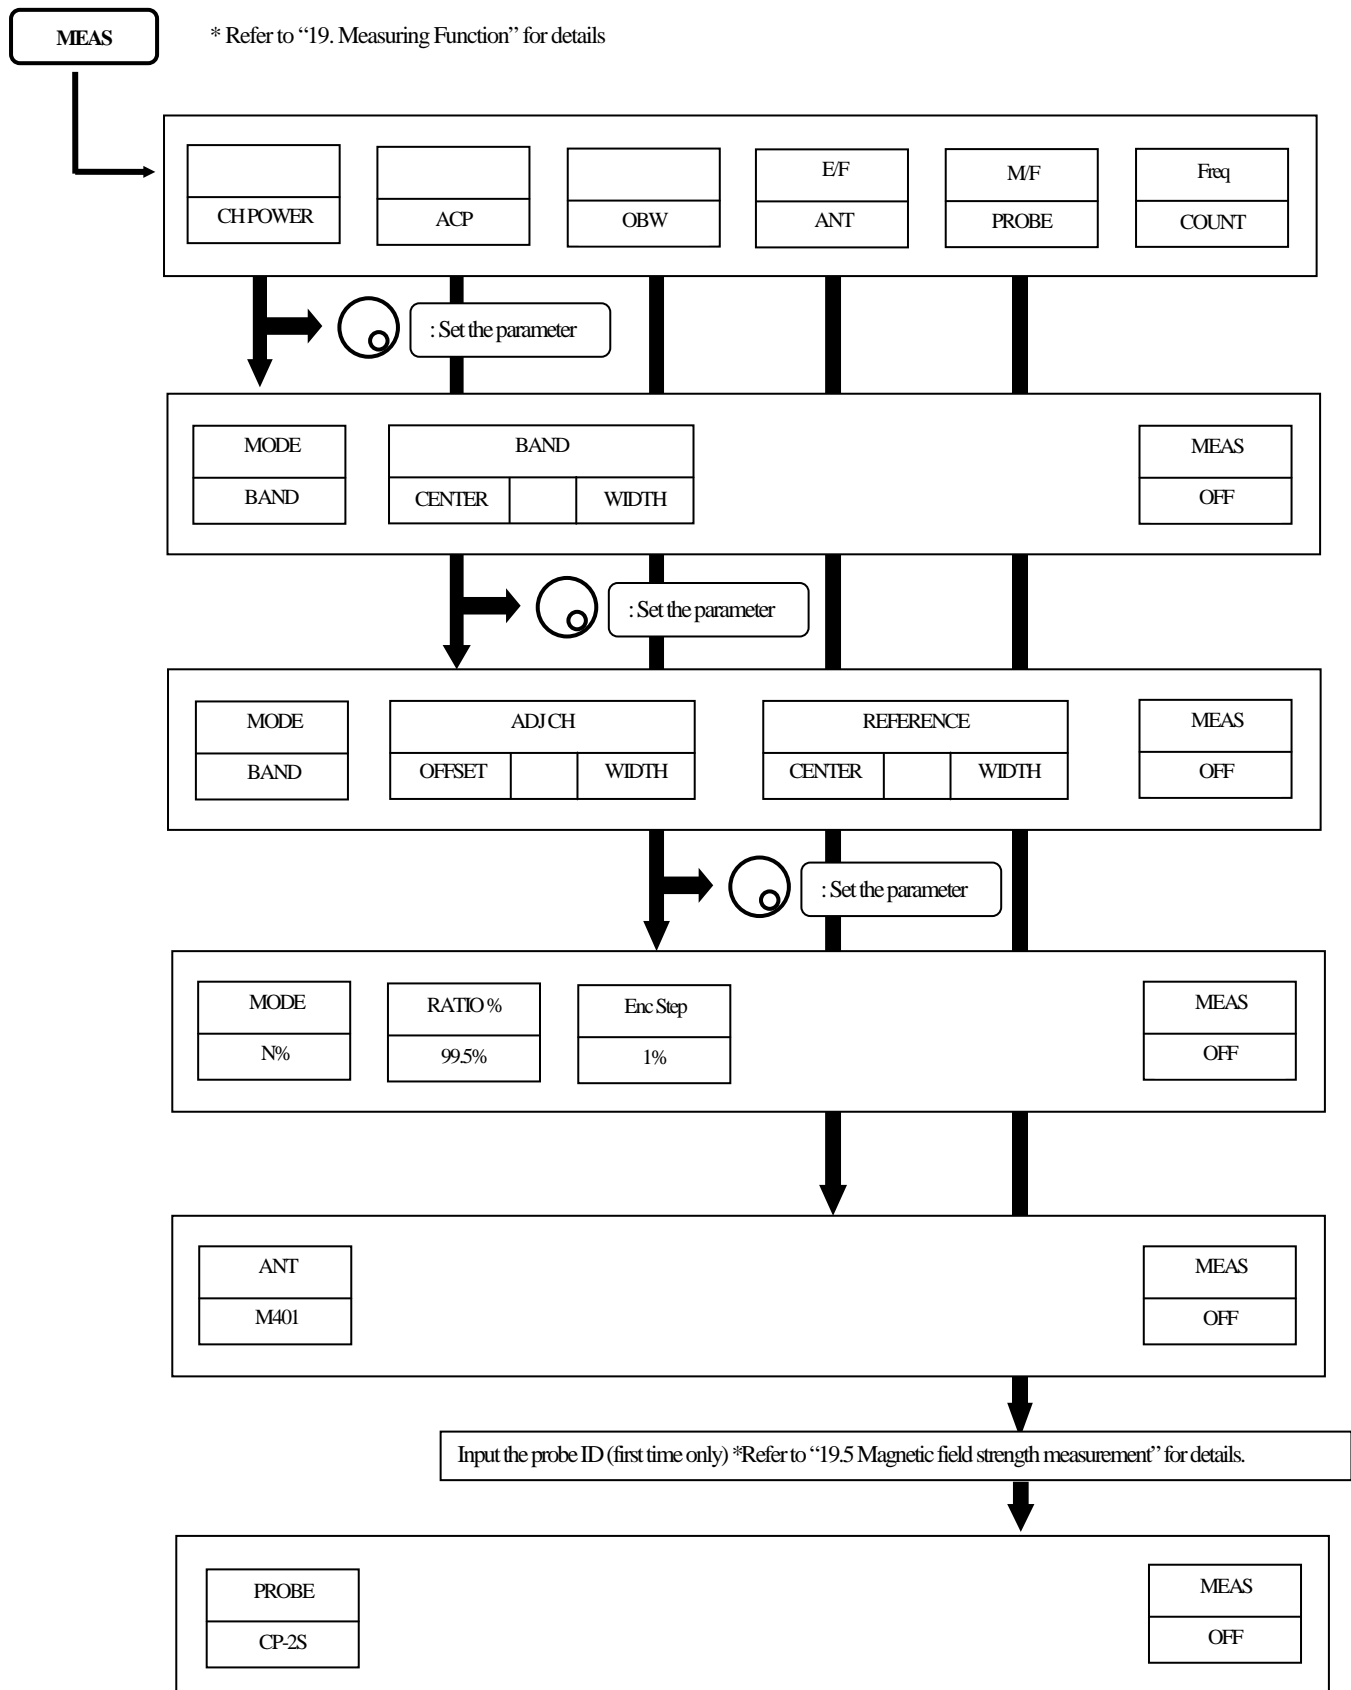 MEAS
* Refer to “19. Measuring Function” for details
E/F M/F Freq
CH POWER ACP OBW ANT PROBE COUNT
: Set the parameter
MODE BAND MEAS
BAND CENTER WIDTH OFF
: Set the parameter
MODE ADJ CH REFERENCE MEAS
BAND OFFSET WIDTH CENTER WIDTH OFF
: Set the parameter
MODE RATIO % Enc Step MEAS
N% 99.5% 1% OFF
ANT MEAS
M401 OFF
Input the probe ID (first time only) *Refer to “19.5 Magnetic field strength measurement” for details.
PROBE MEAS
CP-2S OFF